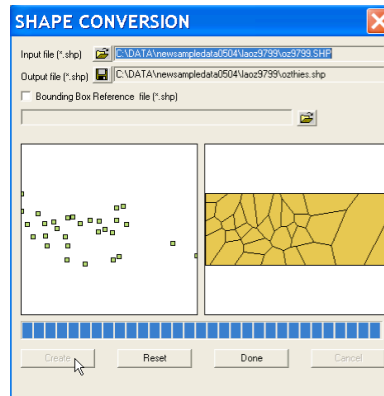 SHAPE CONVERSION
Input file (*.shp) C:\DATA\newsampledata0504\laoz9799\oz9799.SHP
Output file (*.shp) C:\DATA\newsampledata0504\laoz9799\ozthies.shp
Bounding Box Reference file (*.shp)
Create Reset Done Cancel